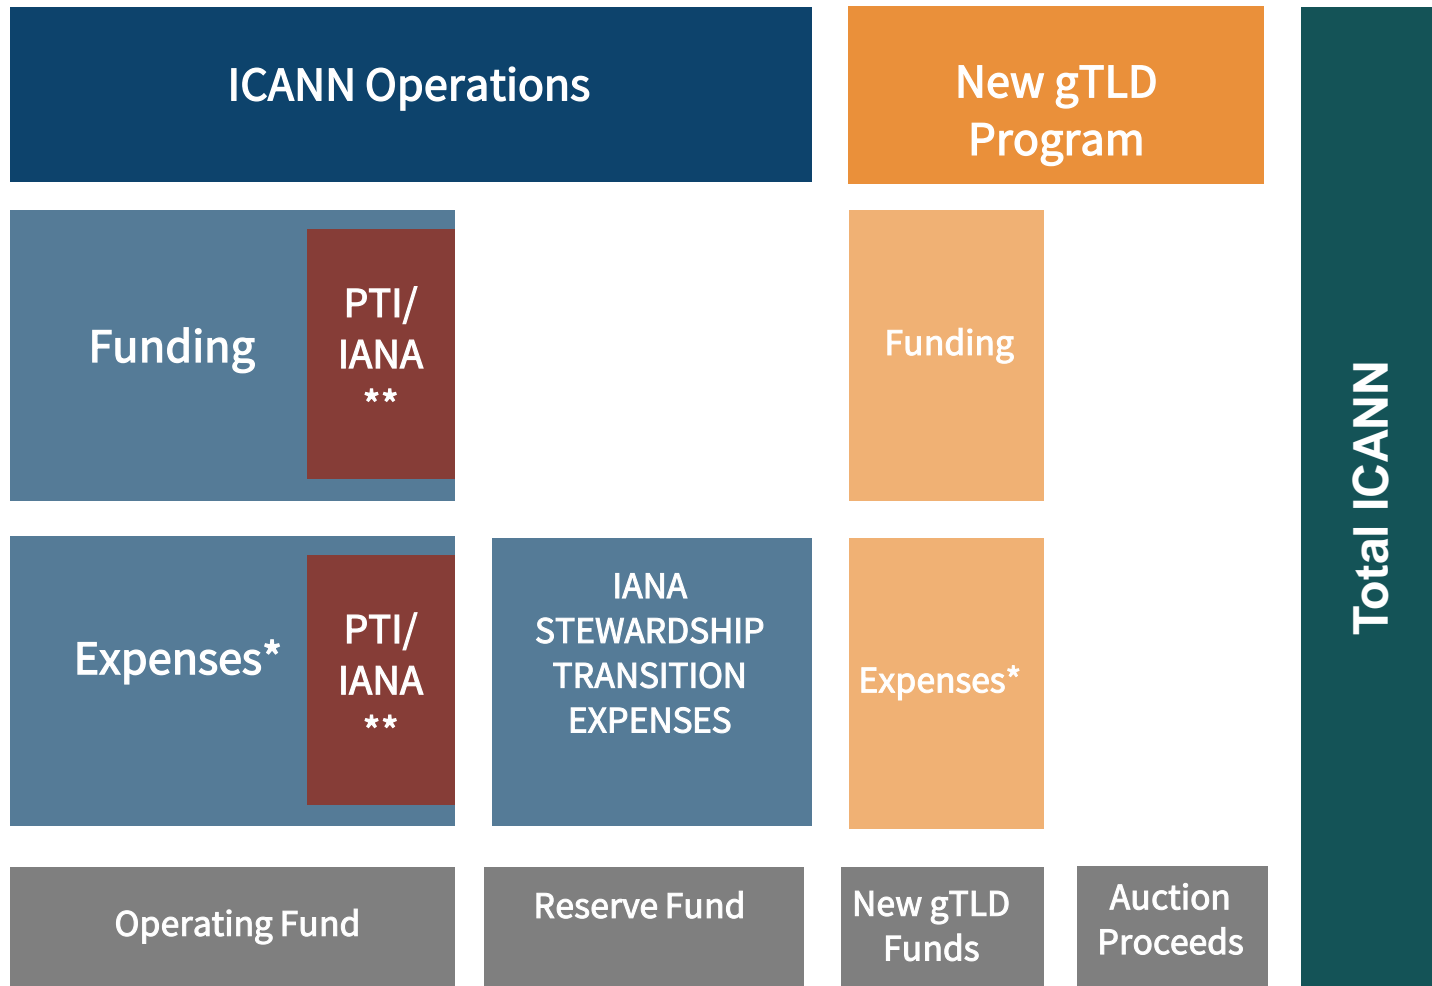 ICANN Operations
New gTLD
Program
Funding
PTI/
IANA
**
Funding
Expenses*
PTI/
IANA
**
IANA
STEWARDSHIP
TRANSITION
EXPENSES
Expenses*
Operating Fund
Reserve Fund
New gTLD
Funds
Auction
Proceeds
Total ICANN